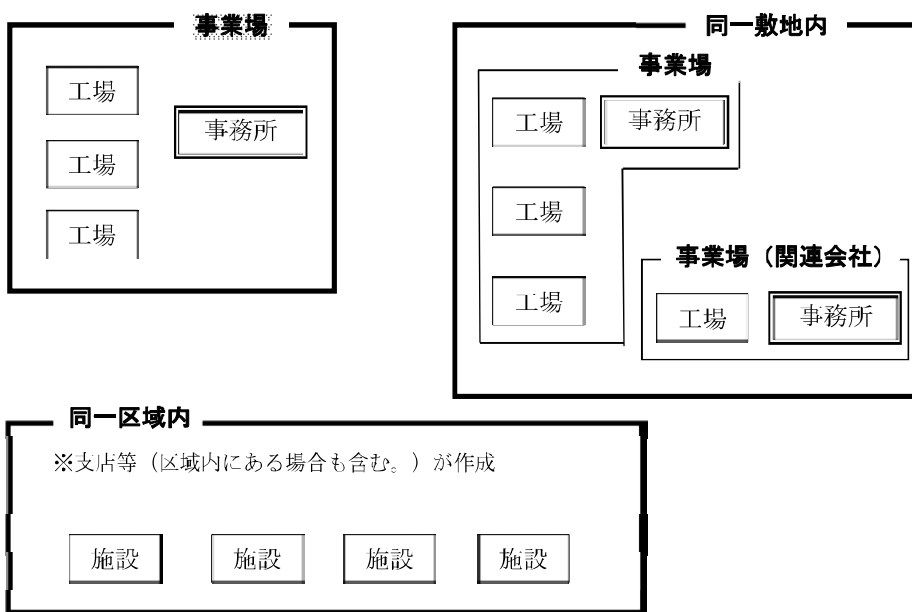 事業場
工場
事務所
工場
工場
同一敷地内
事業場
工場
事務所
工場
工場
事業場（関連会社）
工場
事務所
同一区域内
※支店等（区域内にある場合も含む。）が作成
施設
施設
施設
施設